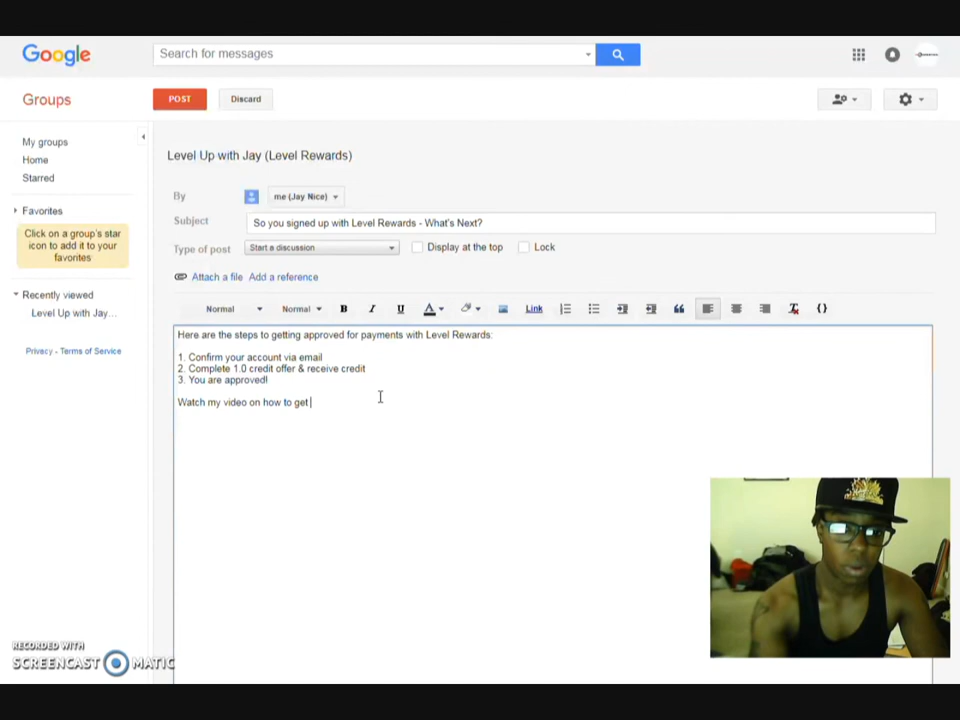 Google
Search for messages
Groups
POST
Discard
My groups
Home
Starred
Favorites
Click on a group's star
icon to add it to your
favorites
Recently viewed
Level Up with Jay...
Privacy - Terms of Service
Level Up with Jay (Level Rewards)
By
me (Jay Nice)
Subject
So you signed up with Level Rewards - What's Next?
Type of post
Start a discussion
Display at the top
Lock
Attach a file Add a reference
Normal Normal B I U A Link
Here are the steps to getting approved for payments with Level Rewards:
1. Confirm your account via email
2. Complete 1.0 credit offer & receive credit
3. You are approved!
Watch my video on how to get
RECORDED WITH
SCREENCAST MATIC